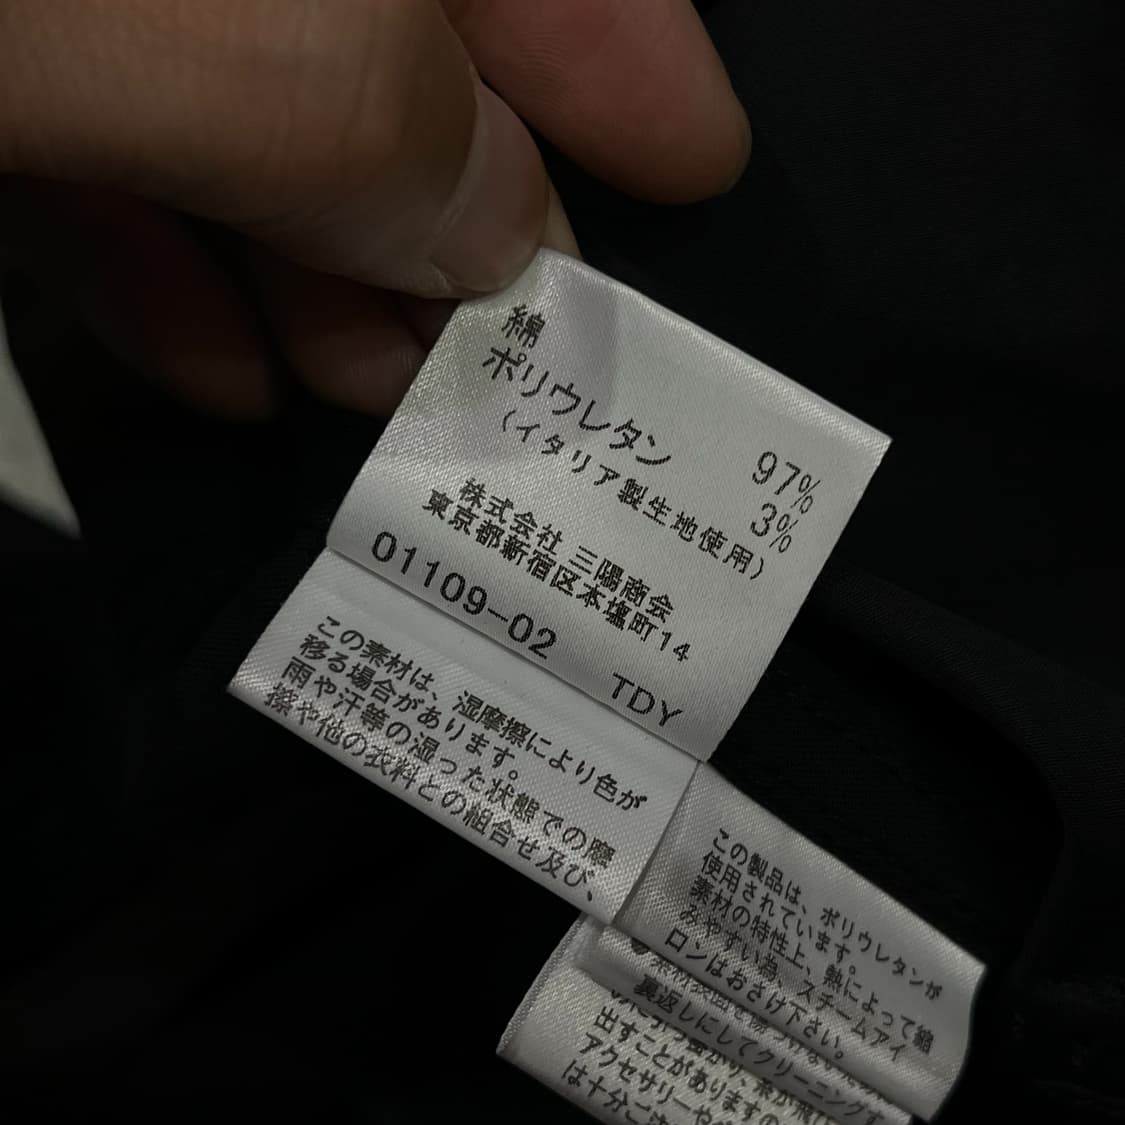 綿 97%
ポリウレタン 3%
(イタリア製生地使用)
株式会社 三陽商会
東京都新宿区本塩町14
01109-02 TDY
この素材は、湿摩擦により色が
移る場合があります。
雨や汗等の湿った状態での摩
擦や他の衣料との組合せ及び、
この製品は、ポリウレタンが
使用されています。
素材の特性上、熱によって縮
みやすい為、スチームアイ
ロンはおさけ下さい。
裏返しにしてクリーニングす
出すことがありますの
アクセサリーや
は十分ご